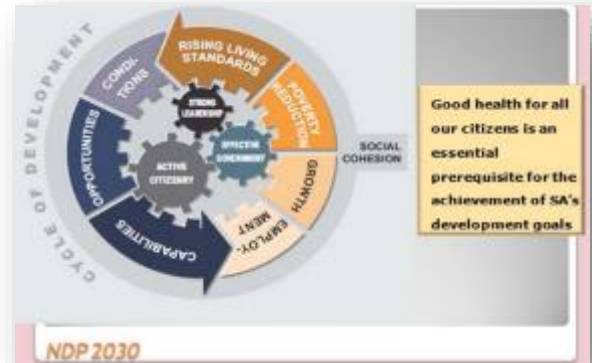 CYCLE OF DEVELOPMENT
RISING LIVING
STANDARDS
POVERTY
REDUCTION
GROWTH
EMPLOY-
MENT
CAPABILITIES
OPPORTUNITIES
CONDI-
TIONS
STRONG
LEADERSHIP
EFFECTIVE
GOVERNMENT
ACTIVE
CITIZENRY
SOCIAL
COHESION
Good health for all
our citizens is an
essential
prerequisite for the
achievement of SA's
development goals
NDP 2030